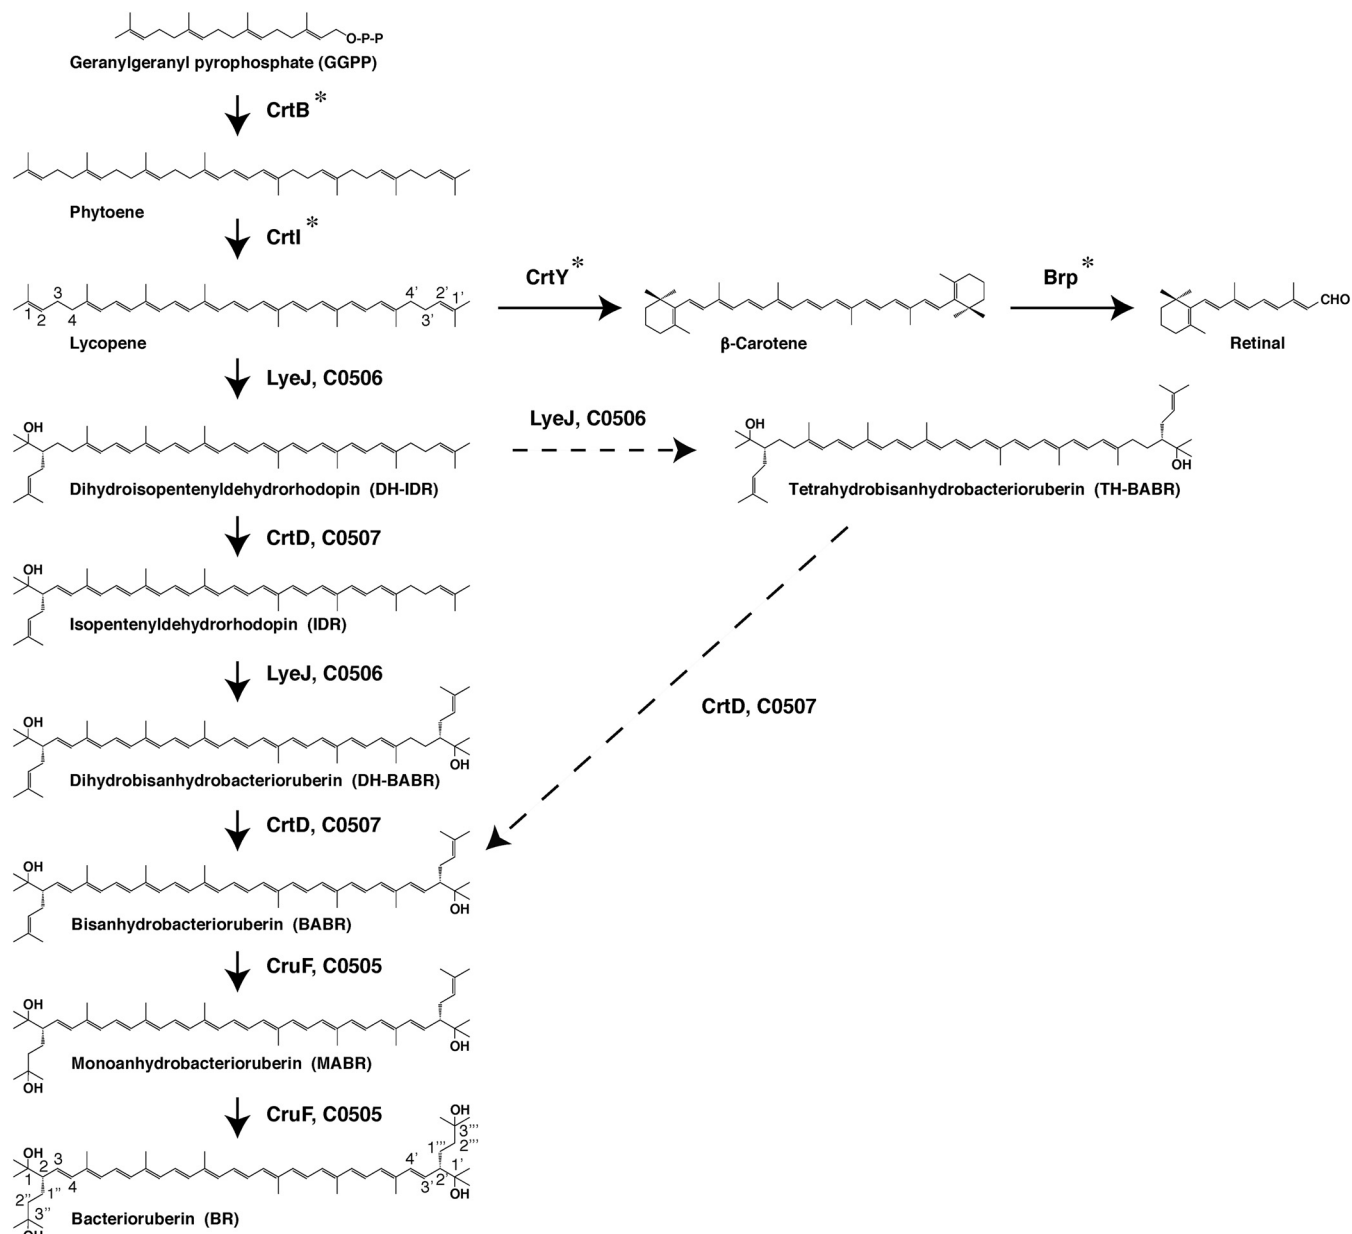 O-P-P
Geranylgeranyl pyrophosphate (GGPP)
CrtB*
Phytoene
CrtI*
1 2 3 4 4' 3' 2' 1'
Lycopene
CrtY*
β-Carotene
Brp*
CHO
Retinal
LyeJ, C0506
OH
Dihydroisopentenyldehydrorhodopin (DH-IDR)
LyeJ, C0506
OH
OH
Tetrahydrobisanhydrobacterioruberin (TH-BABR)
CrtD, C0507
OH
Isopentenyldehydrorhodopin (IDR)
LyeJ, C0506
CrtD, C0507
OH
OH
Dihydrobisanhydrobacterioruberin (DH-BABR)
CrtD, C0507
OH
OH
Bisanhydrobacterioruberin (BABR)
CruF, C0505
OH
OH
OH
Monoanhydrobacterioruberin (MABR)
CruF, C0505
OH
3'''
1''' 2'''
OH
1 2 3 4 4' 3' 2' 1'
OH
1''
2''
3''
OH
Bacterioruberin (BR)